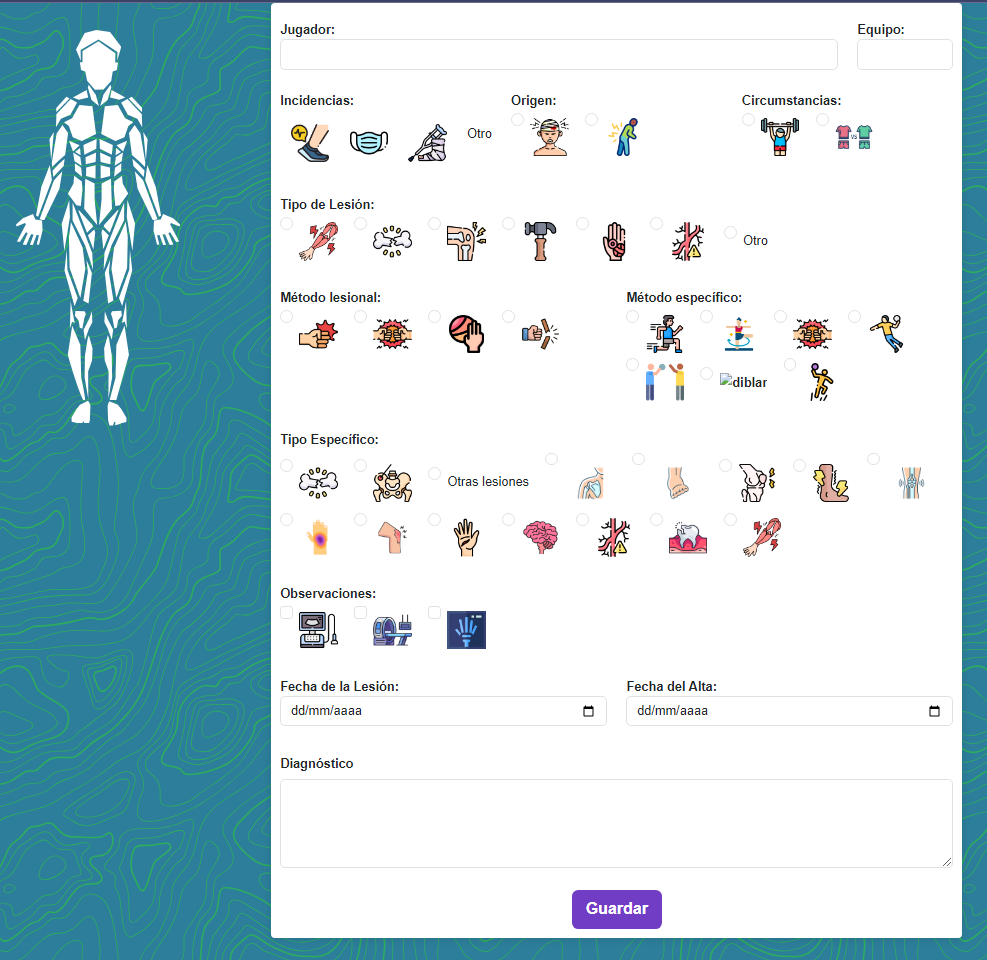 Jugador: Equipo:
Incidencias: Origen: Circumstancias:
Otro
VS
Tipo de Lesión:
Otro
Método lesional: Método específico:
diblar
Tipo Específico:
Otras lesiones
Observaciones:
Fecha de la Lesión: Fecha del Alta:
dd/mm/aaaa dd/mm/aaaa
Diagnóstico
Guardar